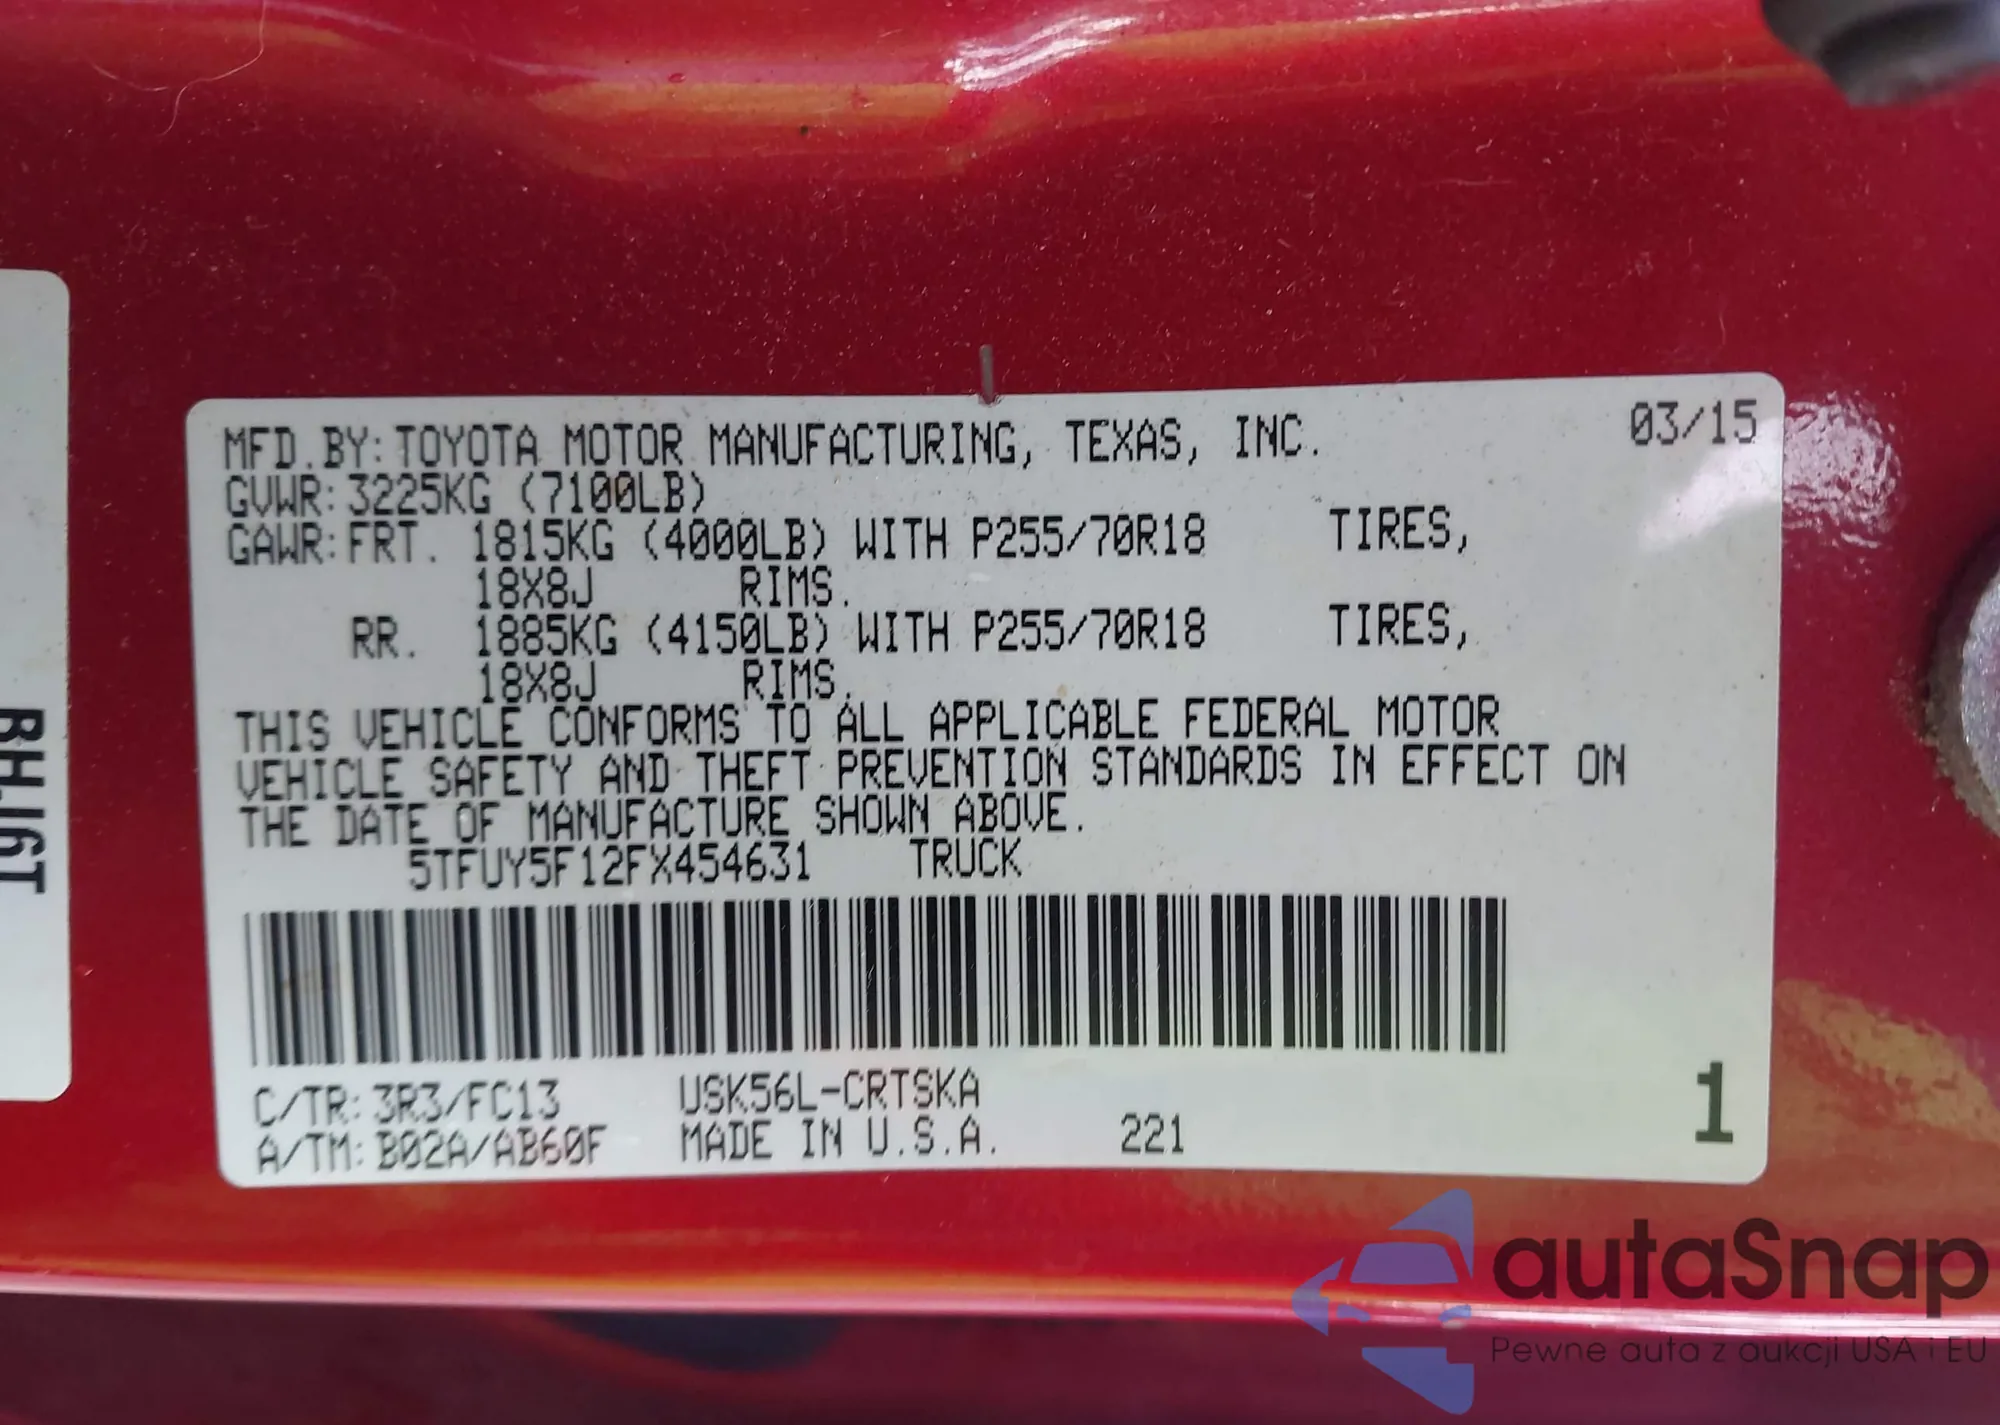 MFD.BY:TOYOTA MOTOR MANUFACTURING, TEXAS, INC. 03/15
GVWR:3225KG (7100LB)
GAWR:FRT. 1815KG (4000LB) WITH P255/70R18 TIRES,
18X8J RIMS.
RR. 1885KG (4150LB) WITH P255/70R18 TIRES,
18X8J RIMS.
THIS VEHICLE CONFORMS TO ALL APPLICABLE FEDERAL MOTOR
VEHICLE SAFETY AND THEFT PREVENTION STANDARDS IN EFFECT ON
THE DATE OF MANUFACTURE SHOWN ABOVE.
5TFUY5F12FX454631 TRUCK
C/TR:3R3/FC13 USK56L-CRTSKA
A/TM:B02A/AB60F MADE IN U.S.A. 221
1
autaSnap
Pewne auta z aukcji USA i EU